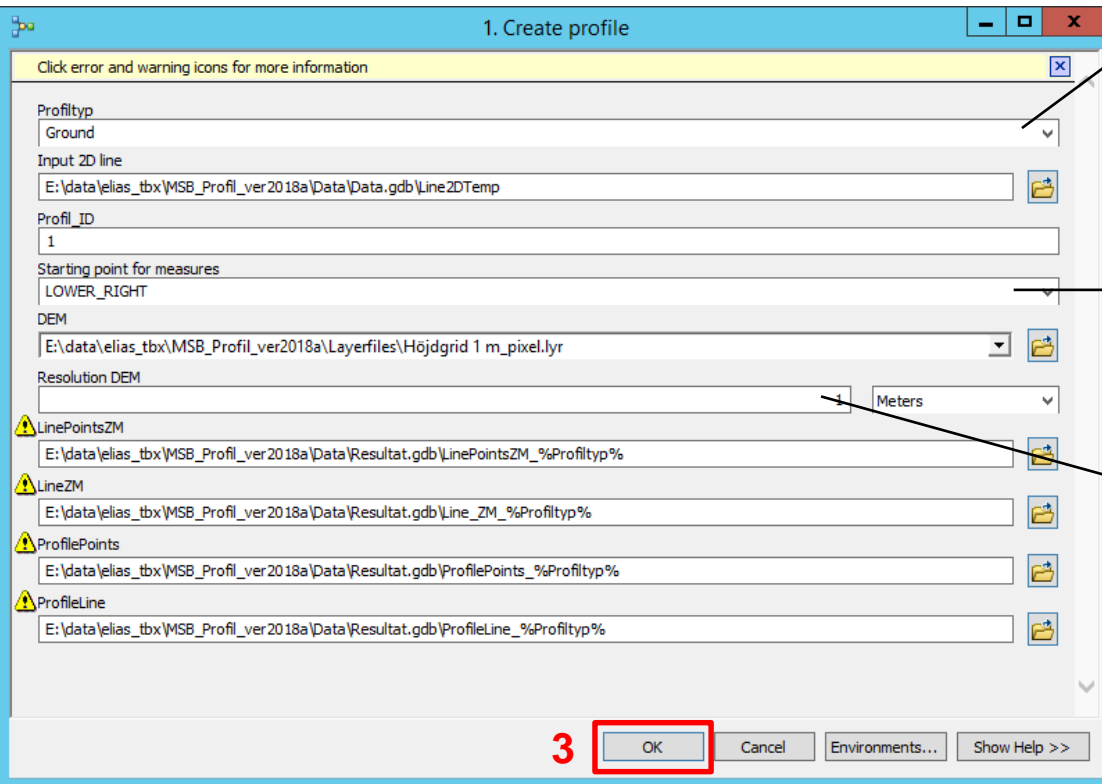 1. Create profile
Click error and warning icons for more information
Profiltyp
Ground
Input 2D line
E:\data\elias_tbx\MSB_Profil_ver2018a\Data\Data.gdb\Line2DTemp
Profil_ID
1
Starting point for measures
LOWER_RIGHT
DEM
E:\data\elias_tbx\MSB_Profil_ver2018a\Layerfiles\Höjdgrid 1 m_pixel.lyr
Resolution DEM
1 Meters
LinePointsZM
E:\data\elias_tbx\MSB_Profil_ver2018a\Data\Resultat.gdb\LinePointsZM_%Profiltyp%
LineZM
E:\data\elias_tbx\MSB_Profil_ver2018a\Data\Resultat.gdb\Line_ZM_%Profiltyp%
ProfilePoints
E:\data\elias_tbx\MSB_Profil_ver2018a\Data\Resultat.gdb\ProfilePoints_%Profiltyp%
ProfileLine
E:\data\elias_tbx\MSB_Profil_ver2018a\Data\Resultat.gdb\ProfileLine_%Profiltyp%
3 OK Cancel Environments... Show Help >>